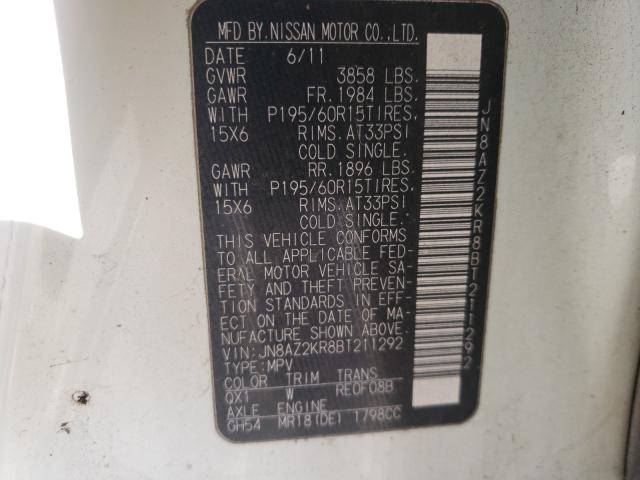 MFD BY.NISSAN MOTOR CO.,LTD.
DATE 6/11
GVWR 3858 LBS.
GAWR FR. 1984 LBS.
WITH P195/60R15TIRES,
15X6 RIMS.AT33PSI
COLD SINGLE.
GAWR RR. 1896 LBS.
WITH P195/60R15TIRES,
15X6 RIMS.AT33PSI
COLD SINGLE.
THIS VEHICLE CONFORMS
TO ALL APPLICABLE FED-
ERAL MOTOR VEHICLE SA-
FETY AND THEFT PREVEN-
TION STANDARDS IN EFF-
ECT ON THE DATE OF MA-
NUFACTURE SHOWN ABOVE.
VIN: JN8AZ2KR8BT211292
TYPE:MPV
COLOR TRIM TRANS
QX1 W RE0F08B
AXLE ENGINE
GH54 MR18(DE) 1798CC
JN8AZ2KR8BT211292